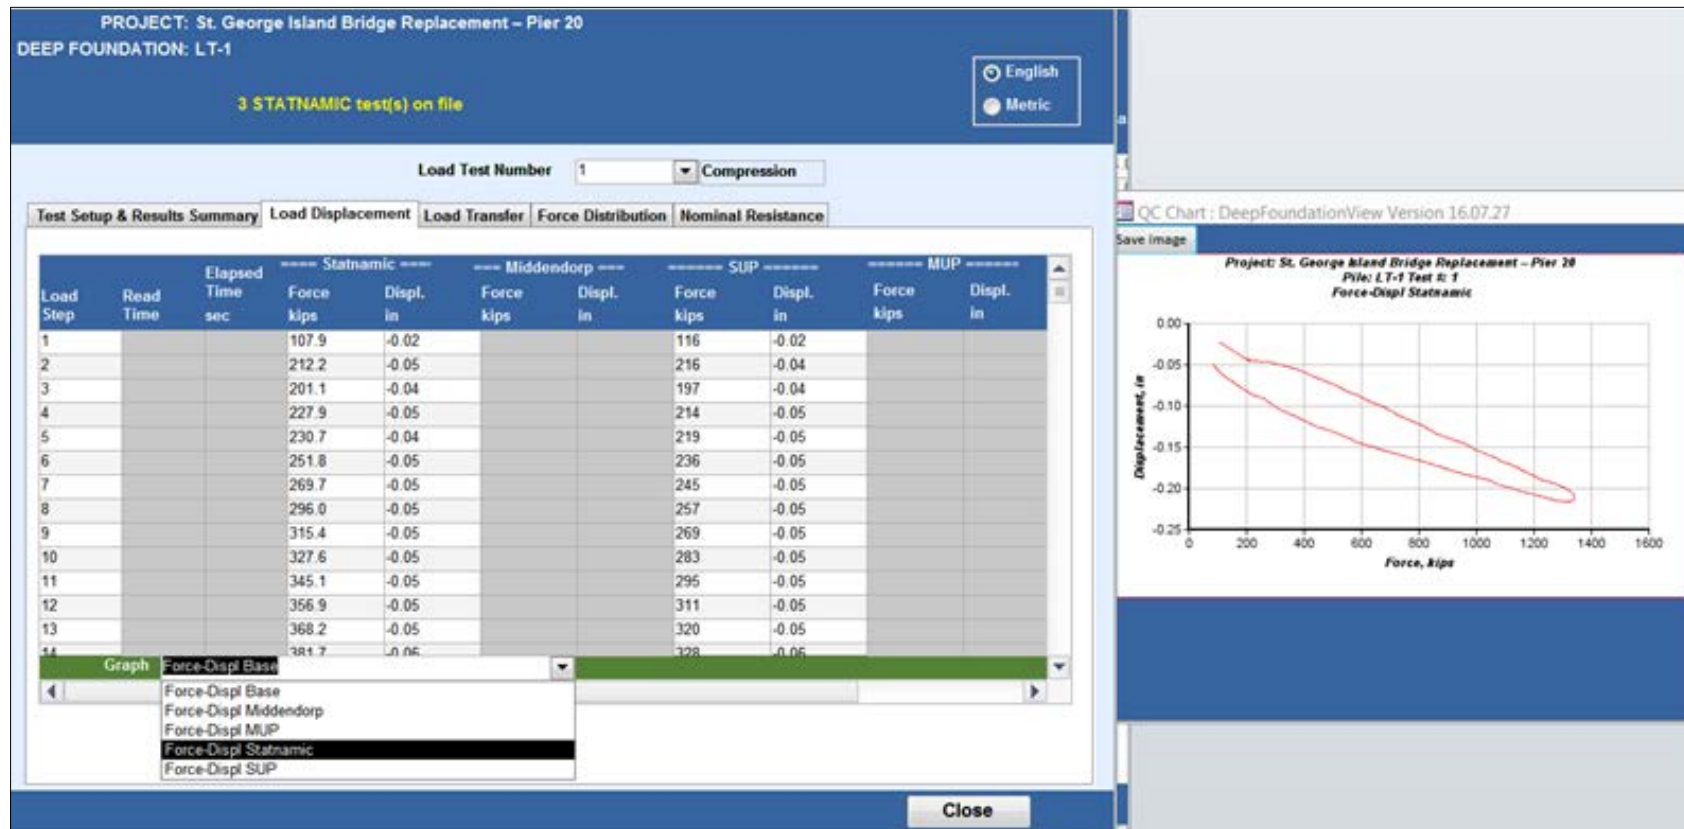 PROJECT: St. George Island Bridge Replacement – Pier 20
DEEP FOUNDATION: LT-1
3 STATNAMIC test(s) on file
English
Metric
Load Test Number 1 Compression
Test Setup & Results Summary Load Displacement Load Transfer Force Distribution Nominal Resistance
==== Statnamic ==== === Middendorp === ====== SUP ====== ====== MUP ======
Load Step Read Time Elapsed Time sec Force kips Displ. in Force kips Displ. in Force kips Displ. in Force kips Displ. in
1 107.9 -0.02 116 -0.02
2 212.2 -0.05 216 -0.04
3 201.1 -0.04 197 -0.04
4 227.9 -0.05 214 -0.05
5 230.7 -0.04 219 -0.05
6 251.8 -0.05 236 -0.05
7 269.7 -0.05 245 -0.05
8 296.0 -0.05 257 -0.05
9 315.4 -0.05 269 -0.05
10 327.6 -0.05 283 -0.05
11 345.1 -0.05 295 -0.05
12 356.9 -0.05 311 -0.05
13 368.2 -0.05 320 -0.05
14 381.7 -0.06 328 -0.06
Graph Force-Displ Base
Force-Displ Base
Force-Displ Middendorp
Force-Displ MUP
Force-Displ Statnamic
Force-Displ SUP
Close
QC Chart : DeepFoundationView Version 16.07.27
Save image
Project: St. George Island Bridge Replacement – Pier 20
Pile: LT-1 Test #: 1
Force-Displ Statnamic
Displacement, in
0.00
-0.05
-0.10
-0.15
-0.20
-0.25
0 200 400 600 800 1000 1200 1400 1600
Force, kips